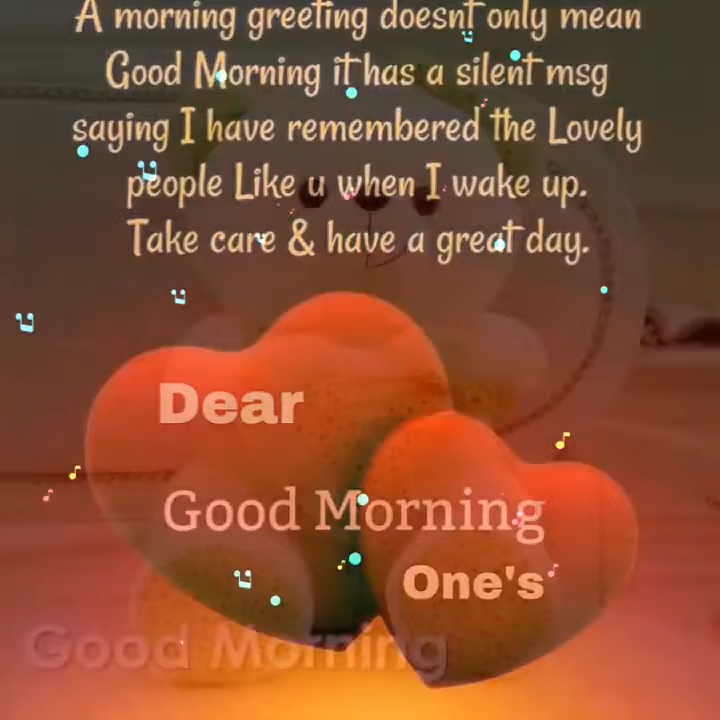 A morning greeting doesnt only mean
Good Morning it has a silent msg
saying I have remembered the Lovely
people Like u when I wake up.
Take care & have a great day.
Dear
Good Morning
One's
Good Morning